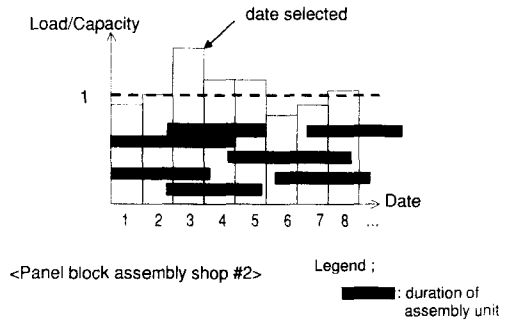 date selected
Load/Capacity
1
Date
1 2 3 4 5 6 7 8 ...
<Panel block assembly shop #2>
Legend ;
: duration of
assembly unit